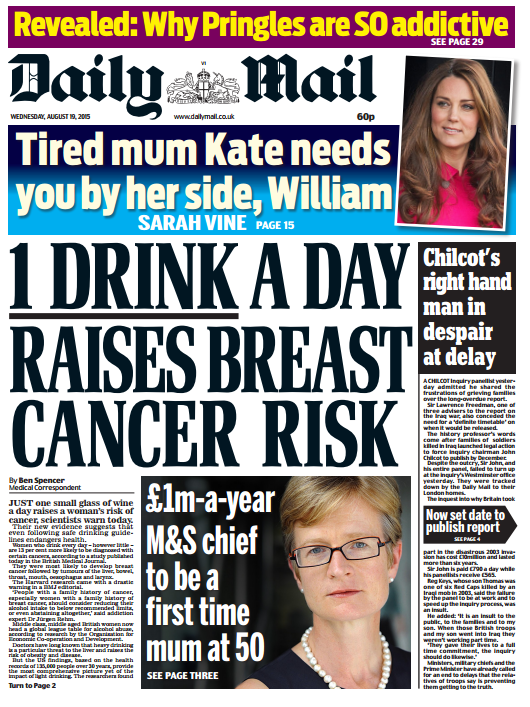 Revealed: Why Pringles are SO addictive
SEE PAGE 29
Daily Mail
WEDNESDAY, AUGUST 19, 2015
www.dailymail.co.uk
60p
Tired mum Kate needs
you by her side, William
SARAH VINE PAGE 15
1 DRINK A DAY
RAISES BREAST
CANCER RISK
By Ben Spencer
Medical Correspondent
JUST one small glass of wine
a day raises a woman's risk of
cancer, scientists warn today.
Their new evidence suggests that
even following safe drinking guide-
lines endangers health.
Women who drink every day – however little –
are 13 per cent more likely to be diagnosed with
certain cancers, according to a study published
today in the British Medical Journal.
They were most likely to develop breast
cancer followed by tumours of the liver, bowel,
throat, mouth, oesophagus and larynx.
The Harvard research came with a drastic
warning in a BMJ editorial.
'People with a family history of cancer,
especially women with a family history of
breast cancer, should consider reducing their
alcohol intake to below recommended limits,
or even abstaining altogether,' said addiction
expert Dr Jürgen Rehm.
Middle class, middle aged British women now
head a global league table for alcohol abuse,
according to research by the Organisation for
Economic Co-operation and Development.
Doctors have long known that heavy drinking
is a particular threat to the liver and raises the
risk of obesity and disease.
But the US findings, based on the health
records of 135,000 people over 30 years, provide
the most comprehensive picture yet of the
impact of light drinking. The researchers found
Turn to Page 2
£1m-a-year
M&S chief
to be a
first time
mum at 50
SEE PAGE THREE
Chilcot's
right hand
man in
despair
at delay
A CHILCOT inquiry panellist yester-
day admitted he shared the
frustrations of grieving families
over the long-overdue report.
Sir Lawrence Freedman, one of
three advisers to the report on
the Iraq war, also conceded the
need for a 'definite timetable' on
when it would be released.
The history professor's words
come after families of soldiers
killed in Iraq launched legal action
to force inquiry chairman John
Chilcot to publish by December.
Despite the outcry, Sir John, and
his entire panel, failed to turn up
at the inquiry's Westminster office
yesterday. They were tracked
down by the Daily Mail to their
London homes.
The inquest into why Britain took
Now set date to
publish report
SEE PAGE 4
part in the disastrous 2003 inva-
sion has cost £10million and lasted
more than six years.
Sir John is paid £790 a day while
his panellists receive £565.
Reg Keys, whose son Thomas was
one of six Red Caps killed by an
Iraqi mob in 2003, said the failure
by the panel to be at work and to
speed up the inquiry process, was
an insult.
He added: 'It is an insult to the
public, to the families and to my
son. When those British troops
and my son went into Iraq they
weren't working part time.
'They gave their lives to a full
time commitment, the inquiry
should do likewise.'
Ministers, military chiefs and the
Prime Minister have already called
for an end to delays that the rela-
tives of troops say is preventing
them getting to the truth.